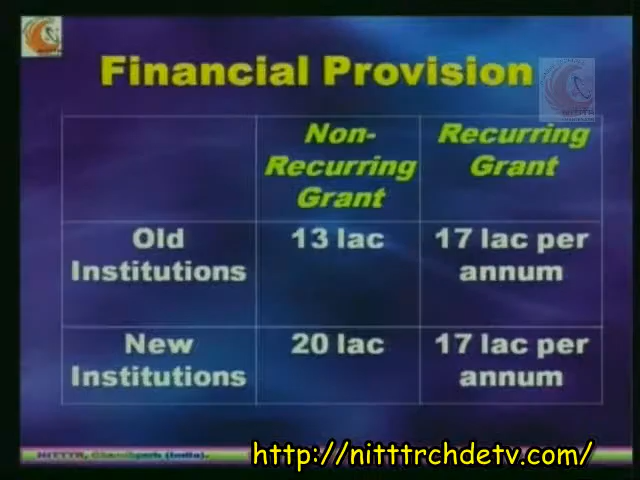 Financial Provision
Non-
Recurring
Grant
Recurring
Grant
Old
Institutions
13 lac
17 lac per
annum
New
Institutions
20 lac
17 lac per
annum
NITTTR, Chandigarh (India).
http://nitttrchdetv.com/